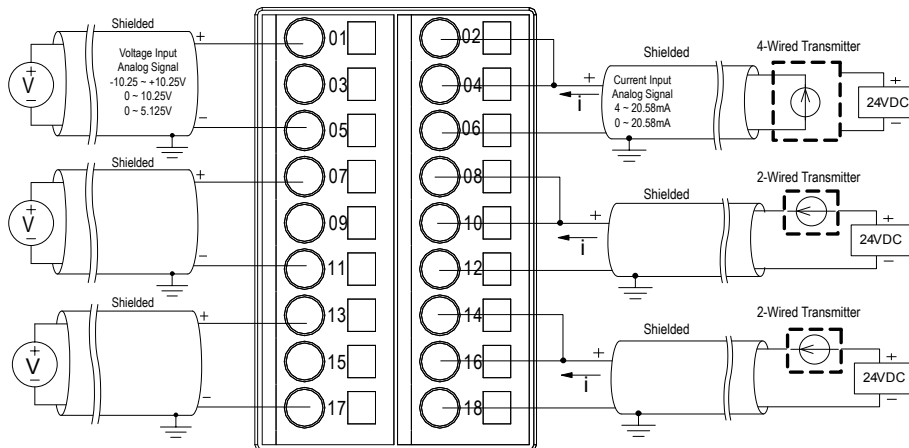 Shielded
+
Voltage Input
Analog Signal
-10.25 ~ +10.25V
0 ~ 10.25V
0 ~ 5.125V
+
V
−
−
01
02
03
04
05
06
Shielded
4-Wired Transmitter
+
i
Current Input
Analog Signal
4 ~ 20.58mA
0 ~ 20.58mA
+
24VDC
−
Shielded
+
+
V
−
−
07
08
09
10
11
12
2-Wired Transmitter
Shielded
+
i
+
24VDC
−
Shielded
+
+
V
−
−
13
14
15
16
17
18
2-Wired Transmitter
Shielded
+
i
+
24VDC
−